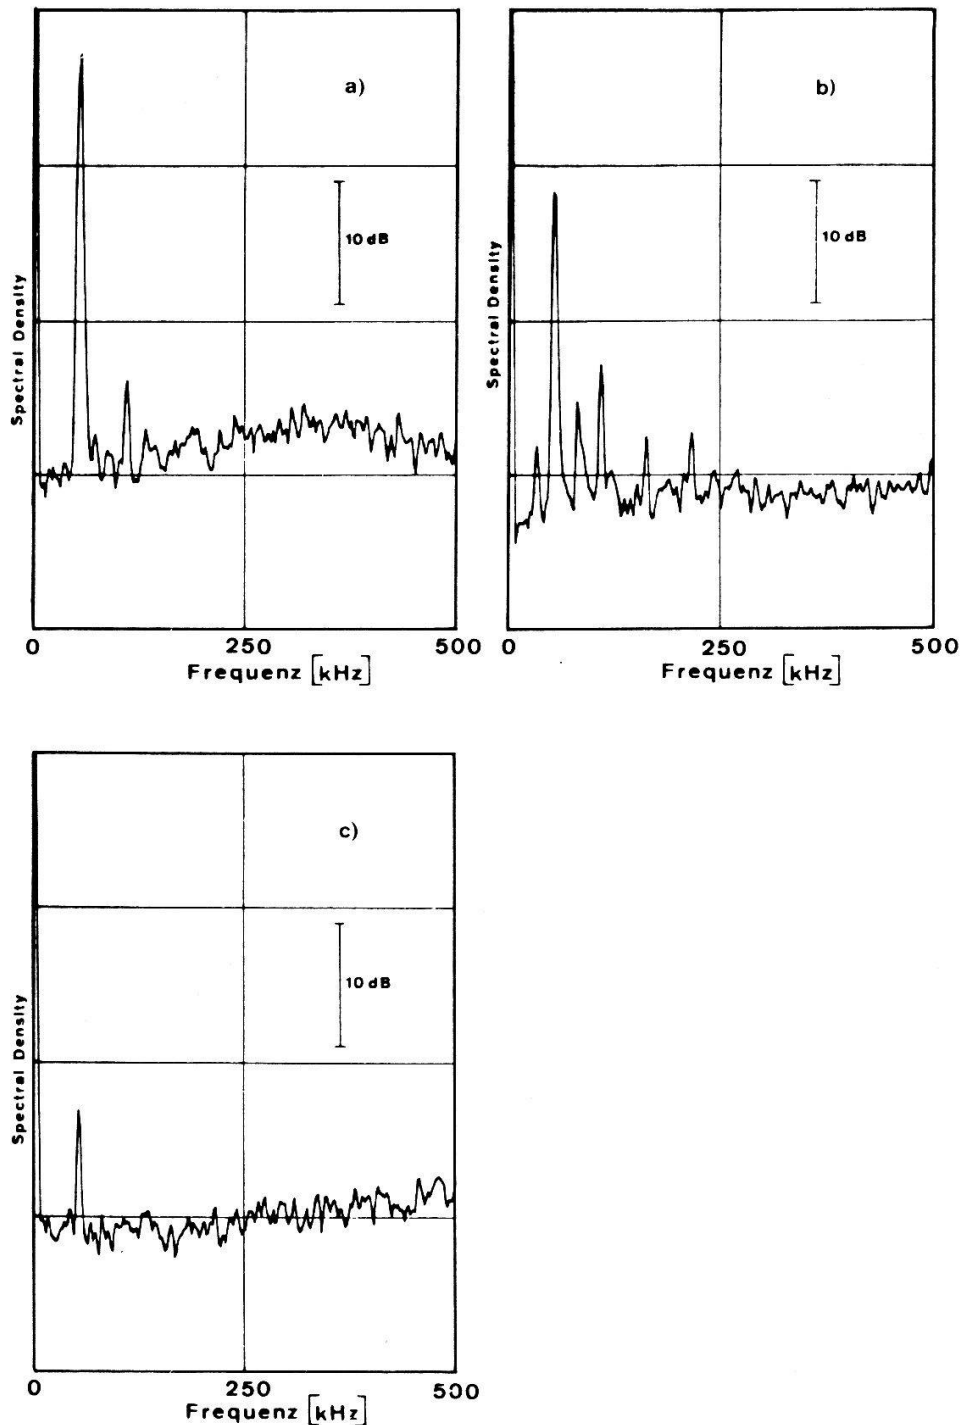 a)
10 dB
Spectral Density
0 250 500
Frequenz [kHz]
b)
10 dB
Spectral Density
0 250 500
Frequenz [kHz]
c)
10 dB
Spectral Density
0 250 500
Frequenz [kHz]